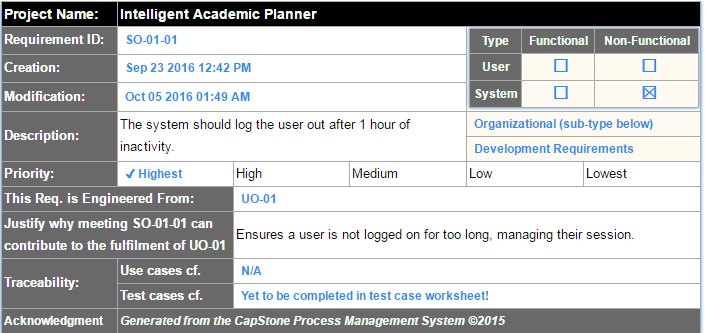 Project Name: Intelligent Academic Planner
Requirement ID: SO-01-01
Type Functional Non-Functional
Creation: Sep 23 2016 12:42 PM
User
Modification: Oct 05 2016 01:49 AM
System
Description: The system should log the user out after 1 hour of
inactivity.
Organizational (sub-type below)
Development Requirements
Priority: ✓ Highest High Medium Low Lowest
This Req. is Engineered From: UO-01
Justify why meeting SO-01-01 can
contribute to the fulfilment of UO-01
Ensures a user is not logged on for too long, managing their session.
Traceability:
Use cases cf. N/A
Test cases cf. Yet to be completed in test case worksheet!
Acknowledgment Generated from the CapStone Process Management System ©2015